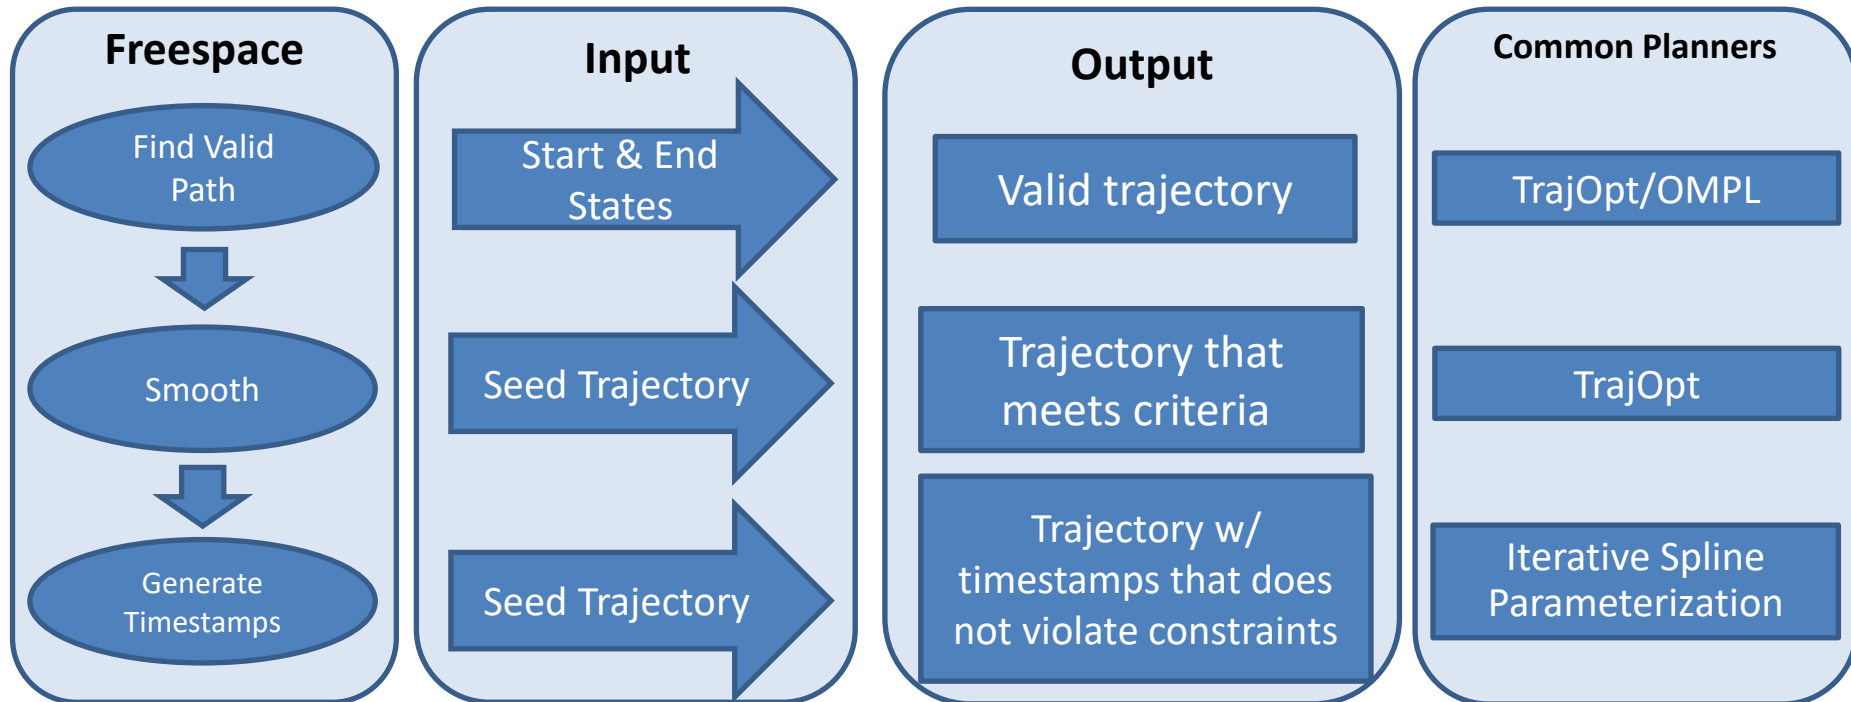 Freespace
Find Valid
Path
Smooth
Generate
Timestamps
Input
Start & End
States
Seed Trajectory
Seed Trajectory
Output
Valid trajectory
Trajectory that
meets criteria
Trajectory w/
timestamps that does
not violate constraints
Common Planners
TrajOpt/OMPL
TrajOpt
Iterative Spline
Parameterization